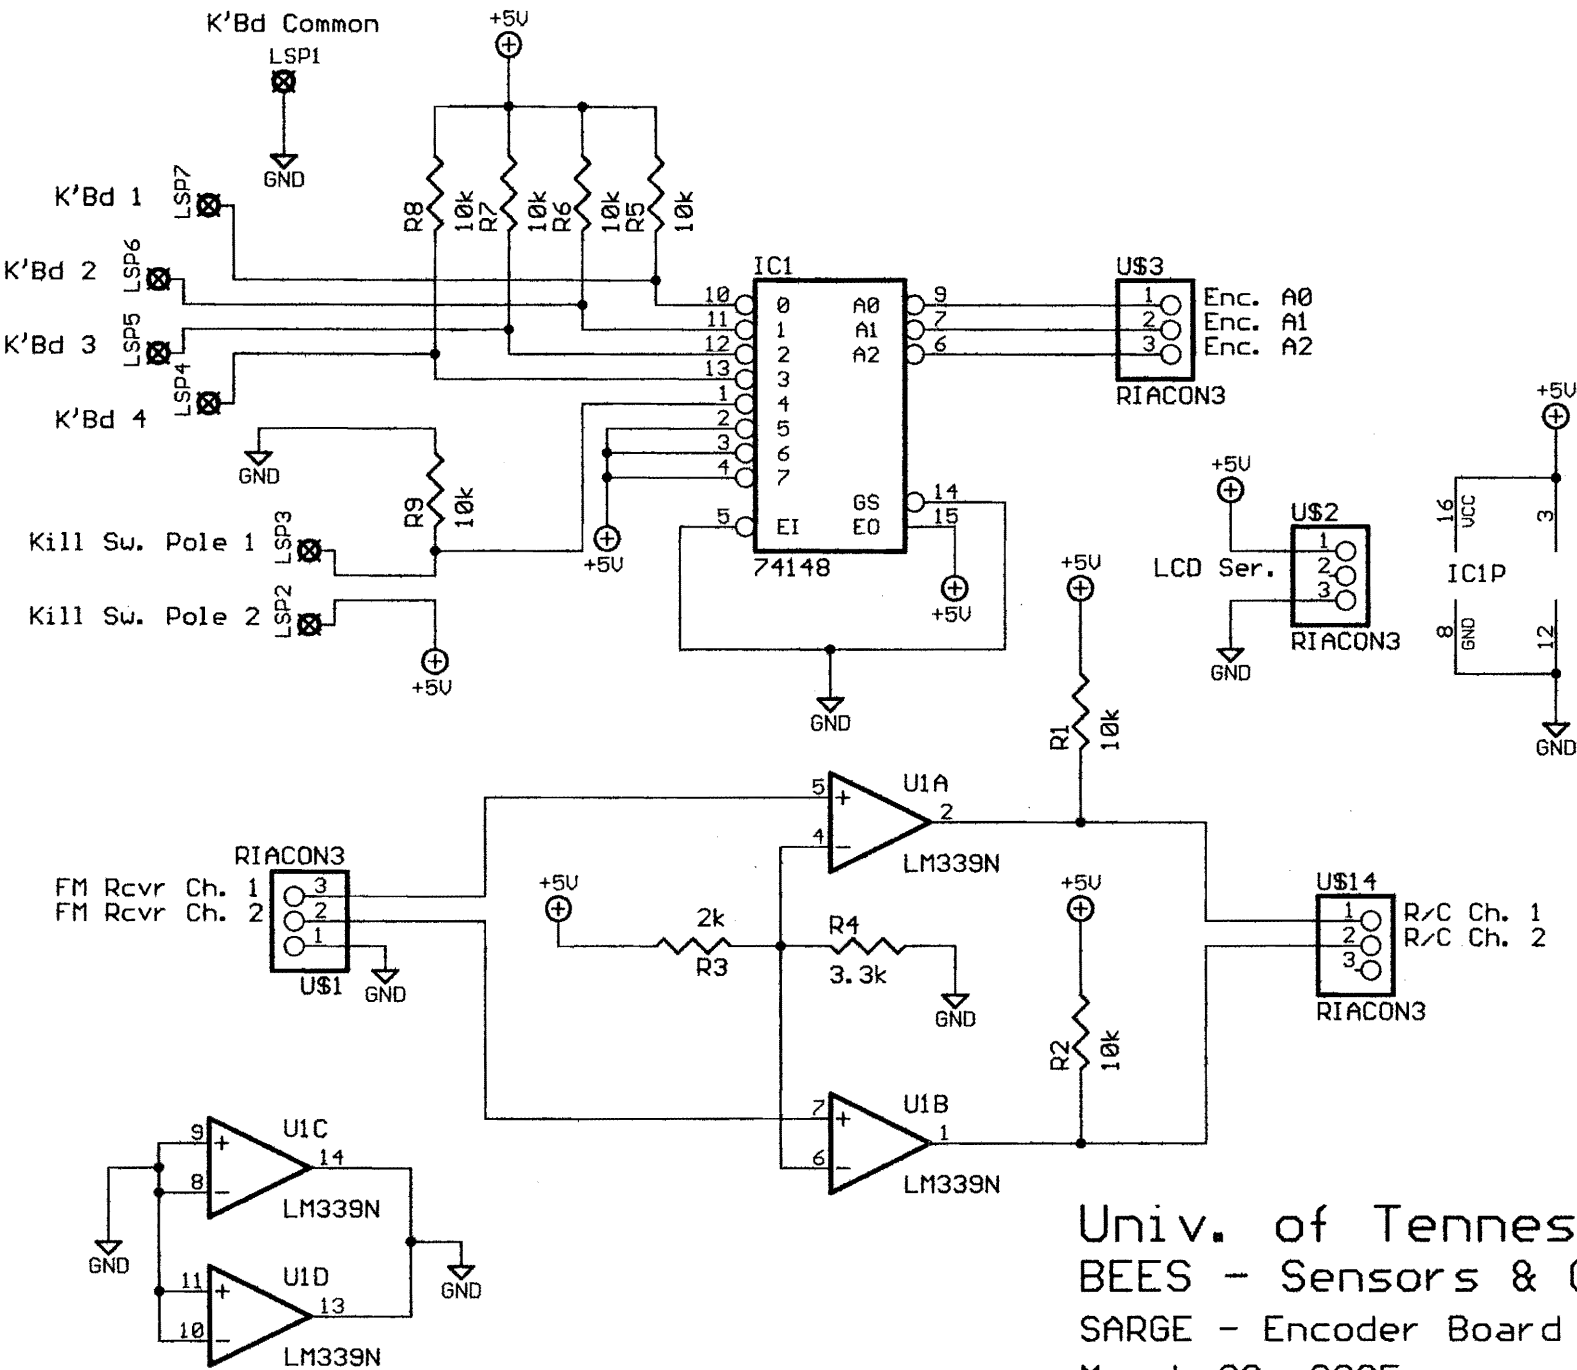 K'Bd Common
LSP1
GND
+5V
K'Bd 1
LSP7
K'Bd 2
LSP6
K'Bd 3
LSP5
K'Bd 4
LSP4
R8
10k
R7
10k
R6
10k
R5
10k
GND
R9
10k
Kill Sw. Pole 1
LSP3
Kill Sw. Pole 2
LSP2
+5V
+5V
IC1
10 0 A0 9
11 1 A1 7
12 2 A2 6
13 3
1 4
2 5
3 6
4 7
GS 14
5 EI EO 15
74148
+5V
GND
U$3
1 Enc. A0
2 Enc. A1
3 Enc. A2
RIACON3
+5V
U$2
1
LCD Ser. 2
3
RIACON3
GND
+5V
16 VCC 3
IC1P
8 GND 12
GND
+5V
R1
10k
5 + U1A
2
4 −
LM339N
RIACON3
FM Rcvr Ch. 1 3
FM Rcvr Ch. 2 2
1
U$1
GND
+5V
2k
R3
R4
3.3k
GND
+5V
R2
10k
U$14
1 R/C Ch. 1
2 R/C Ch. 2
3
RIACON3
7 + U1B
1
6 −
LM339N
9 + U1C
14
8 −
LM339N
GND
GND
11 + U1D
13
10 −
LM339N
Univ. of Tennes
BEES - Sensors &
SARGE - Encoder Board